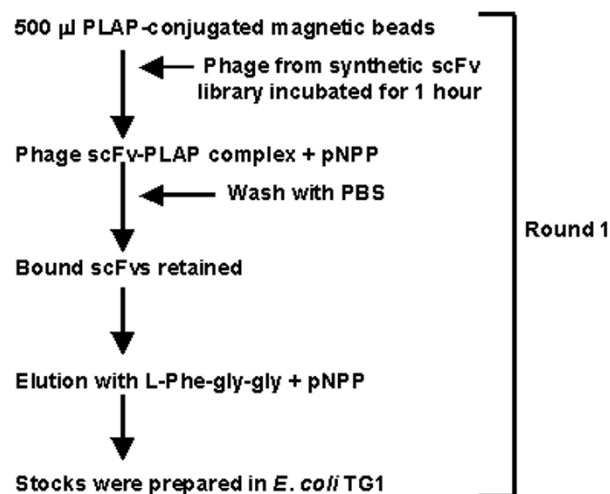 500 µl PLAP-conjugated magnetic beads
Phage from synthetic scFv
library incubated for 1 hour
Phage scFv-PLAP complex + pNPP
Wash with PBS
Round 1
Bound scFvs retained
Elution with L-Phe-gly-gly + pNPP
Stocks were prepared in E. coli TG1